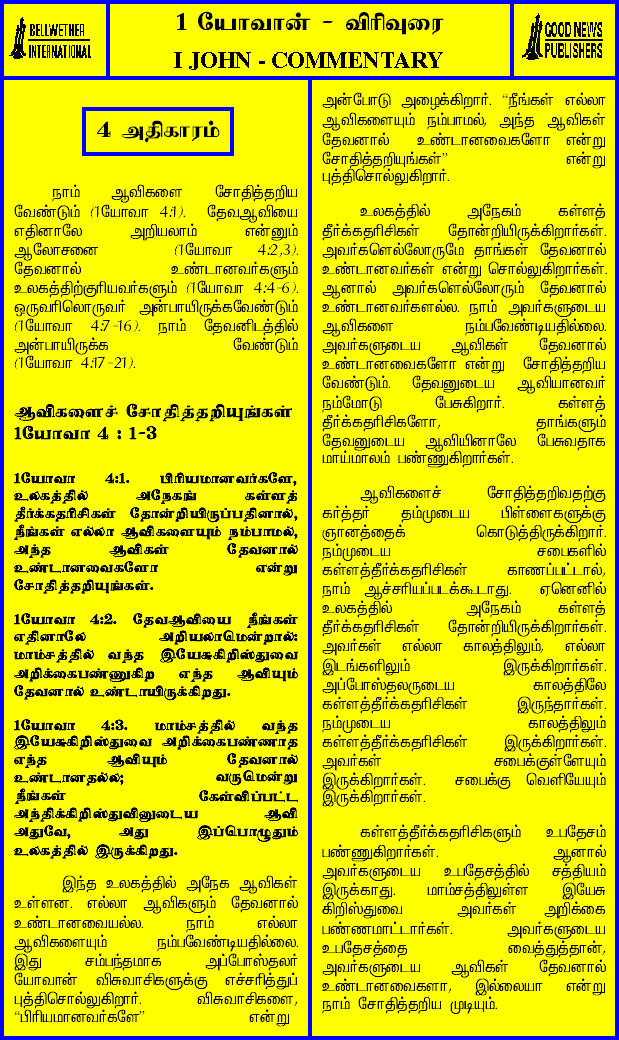 BELLWETHER
INTERNATIONAL
1 யோவான் - விரிவுரை
I JOHN - COMMENTARY
GOOD NEWS
PUBLISHERS
4 அதிகாரம்
நாம் ஆவிகளை சோதித்தறிய
வேண்டும் (1யோவா 4:1). தேவஆவியை
எதினாலே அறியலாம் என்னும்
ஆலோசனை (1யோவா 4:2,3).
தேவனால் உண்டானவர்களும்
உலகத்திற்குரியவர்களும் (1யோவா 4:4-6).
ஒருவரிலொருவர் அன்பாயிருக்கவேண்டும்
(1யோவா 4:7-16). நாம் தேவனிடத்தில்
அன்பாயிருக்க வேண்டும்
(1யோவா 4:17-21).
ஆவிகளைச் சோதித்தறியுங்கள்
1யோவா 4 : 1-3
1யோவா 4:1. பிரியமானவர்களே,
உலகத்தில் அநேகங் கள்ளத்
தீர்க்கதரிசிகள் தோன்றியிருப்பதினால்,
நீங்கள் எல்லா ஆவிகளையும் நம்பாமல்,
அந்த ஆவிகள் தேவனால்
உண்டானவைகளோ என்று
சோதித்தறியுங்கள்.
1யோவா 4:2. தேவஆவியை நீங்கள்
எதினாலே அறியலாமென்றால்:
மாம்சத்தில் வந்த இயேசுகிறிஸ்துவை
அறிக்கைபண்ணுகிற எந்த ஆவியும்
தேவனால் உண்டாயிருக்கிறது.
1யோவா 4:3. மாம்சத்தில் வந்த
இயேசுகிறிஸ்துவை அறிக்கைபண்ணாத
எந்த ஆவியும் தேவனால்
உண்டானதல்ல; வருமென்று
நீங்கள் கேள்விப்பட்ட
அந்திக்கிறிஸ்துவினுடைய ஆவி
அதுவே, அது இப்பொழுதும்
உலகத்தில் இருக்கிறது.
இந்த உலகத்தில் அநேக ஆவிகள்
உள்ளன. எல்லா ஆவிகளும் தேவனால்
உண்டானவையல்ல. நாம் எல்லா
ஆவிகளையும் நம்பவேண்டியதில்லை.
இது சம்பந்தமாக அப்போஸ்தலர்
யோவான் விசுவாசிகளுக்கு எச்சரித்துப்
புத்திசொல்லுகிறார். விசுவாசிகளை,
“பிரியமானவர்களே” என்று
அன்போடு அழைக்கிறார். “நீங்கள் எல்லா
ஆவிகளையும் நம்பாமல், அந்த ஆவிகள்
தேவனால் உண்டானவைகளோ என்று
சோதித்தறியுங்கள்” என்று
புத்திசொல்லுகிறார்.
உலகத்தில் அநேகம் கள்ளத்
தீர்க்கதரிசிகள் தோன்றியிருக்கிறார்கள்.
அவர்களெல்லோருமே தாங்கள் தேவனால்
உண்டானவர்கள் என்று சொல்லுகிறார்கள்.
ஆனால் அவர்களெல்லோரும் தேவனால்
உண்டானவர்களல்ல. நாம் அவர்களுடைய
ஆவிகளை நம்பவேண்டியதில்லை.
அவர்களுடைய ஆவிகள் தேவனால்
உண்டானவைகளோ என்று சோதித்தறிய
வேண்டும். தேவனுடைய ஆவியானவர்
நம்மோடு பேசுகிறார். கள்ளத்
தீர்க்கதரிசிகளோ, தாங்களும்
தேவனுடைய ஆவியினாலே பேசுவதாக
மாய்மாலம் பண்ணுகிறார்கள்.
ஆவிகளைச் சோதித்தறிவதற்கு
கர்த்தர் தம்முடைய பிள்ளைகளுக்கு
ஞானத்தைக் கொடுத்திருக்கிறார்.
நம்முடைய சபைகளில்
கள்ளத்தீர்க்கதரிசிகள் காணப்பட்டால்,
நாம் ஆச்சரியப்படக்கூடாது. ஏனெனில்
உலகத்தில் அநேகம் கள்ளத்
தீர்க்கதரிசிகள் தோன்றியிருக்கிறார்கள்.
அவர்கள் எல்லா காலத்திலும், எல்லா
இடங்களிலும் இருக்கிறார்கள்.
அப்போஸ்தலருடைய காலத்திலே
கள்ளத்தீர்க்கதரிசிகள் இருந்தார்கள்.
நம்முடைய காலத்திலும்
கள்ளத்தீர்க்கதரிசிகள் இருக்கிறார்கள்.
அவர்கள் சபைக்குள்ளேயும்
இருக்கிறார்கள். சபைக்கு வெளியேயும்
இருக்கிறார்கள்.
கள்ளத்தீர்க்கதரிசிகளும் உபதேசம்
பண்ணுகிறார்கள். ஆனால்
அவர்களுடைய உபதேசத்தில் சத்தியம்
இருக்காது. மாம்சத்திலுள்ள இயேசு
கிறிஸ்துவை அவர்கள் அறிக்கை
பண்ணமாட்டார்கள். அவர்களுடைய
உபதேசத்தை வைத்துத்தான்,
அவர்களுடைய ஆவிகள் தேவனால்
உண்டானவைகளா, இல்லையா என்று
நாம் சோதித்தறிய முடியும்.